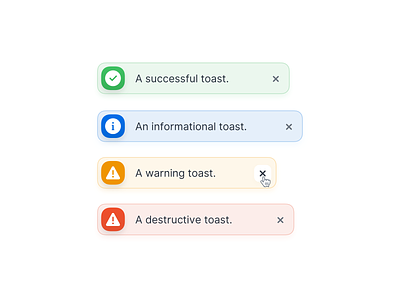 A successful toast.
An informational toast.
A warning toast.
A destructive toast.